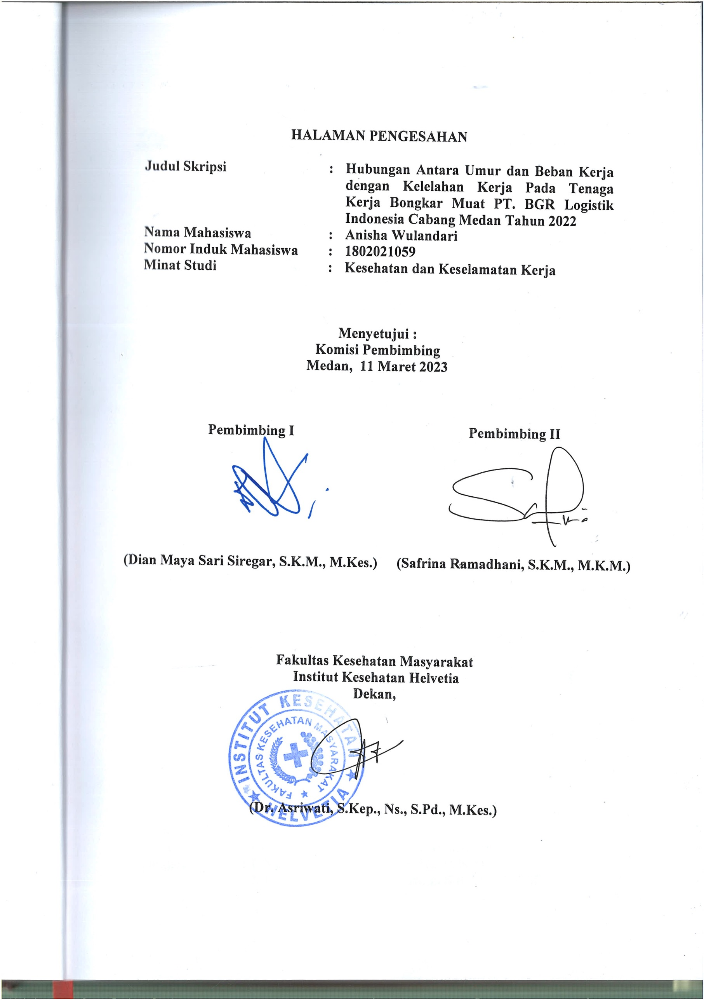 HALAMAN PENGESAHAN
Judul Skripsi : Hubungan Antara Umur dan Beban Kerja
dengan Kelelahan Kerja Pada Tenaga
Kerja Bongkar Muat PT. BGR Logistik
Indonesia Cabang Medan Tahun 2022
Nama Mahasiswa : Anisha Wulandari
Nomor Induk Mahasiswa : 1802021059
Minat Studi : Kesehatan dan Keselamatan Kerja
Menyetujui :
Komisi Pembimbing
Medan, 11 Maret 2023
Pembimbing I Pembimbing II
(Dian Maya Sari Siregar, S.K.M., M.Kes.) (Safrina Ramadhani, S.K.M., M.K.M.)
Fakultas Kesehatan Masyarakat
Institut Kesehatan Helvetia
Dekan,
INSTITUT KESEHATAN
FAKULTAS KESEHATAN MASYARAKAT
HELVETIA
(Dr. Asriwati, S.Kep., Ns., S.Pd., M.Kes.)